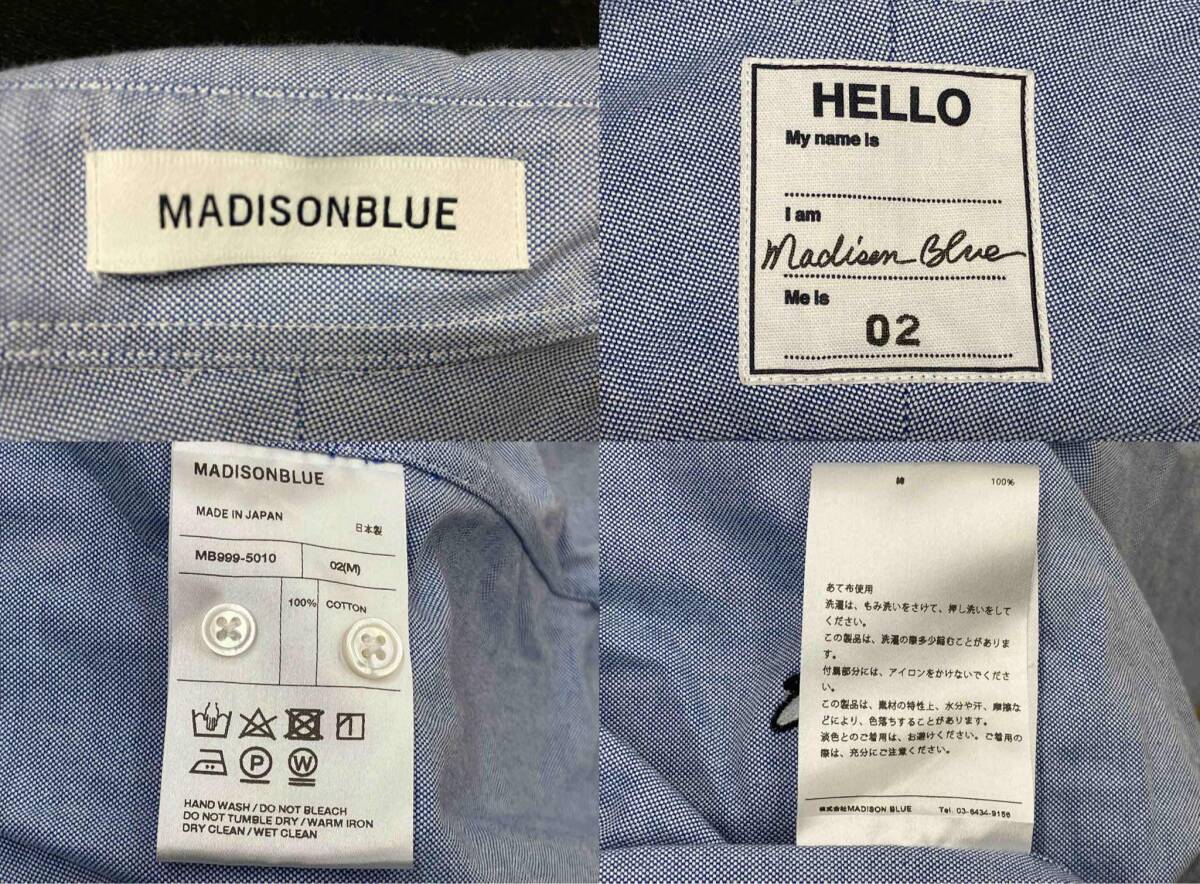 MADISONBLUE
HELLO
My name is
I am
Madison Blue
Me is
02
MADISONBLUE
MADE IN JAPAN
日本製
MB999-5010
02(M)
100% COTTON
P W
HAND WASH / DO NOT BLEACH
DO NOT TUMBLE DRY / WARM IRON
DRY CLEAN / WET CLEAN
綿 100%
あて布使用
洗濯は、もみ洗いをさけて、押し洗いをして
ください。
この製品は、洗濯の際多少縮むことがありま
す。
付属部分には、アイロンをかけないでくださ
い。
この製品は、素材の特性上、水分や汗、摩擦な
どにより、色落ちすることがあります。
淡色とのご着用は、お避けください。ご着用の
際は、充分にご注意ください。
株式会社MADISON BLUE Tel: 03-6434-9156